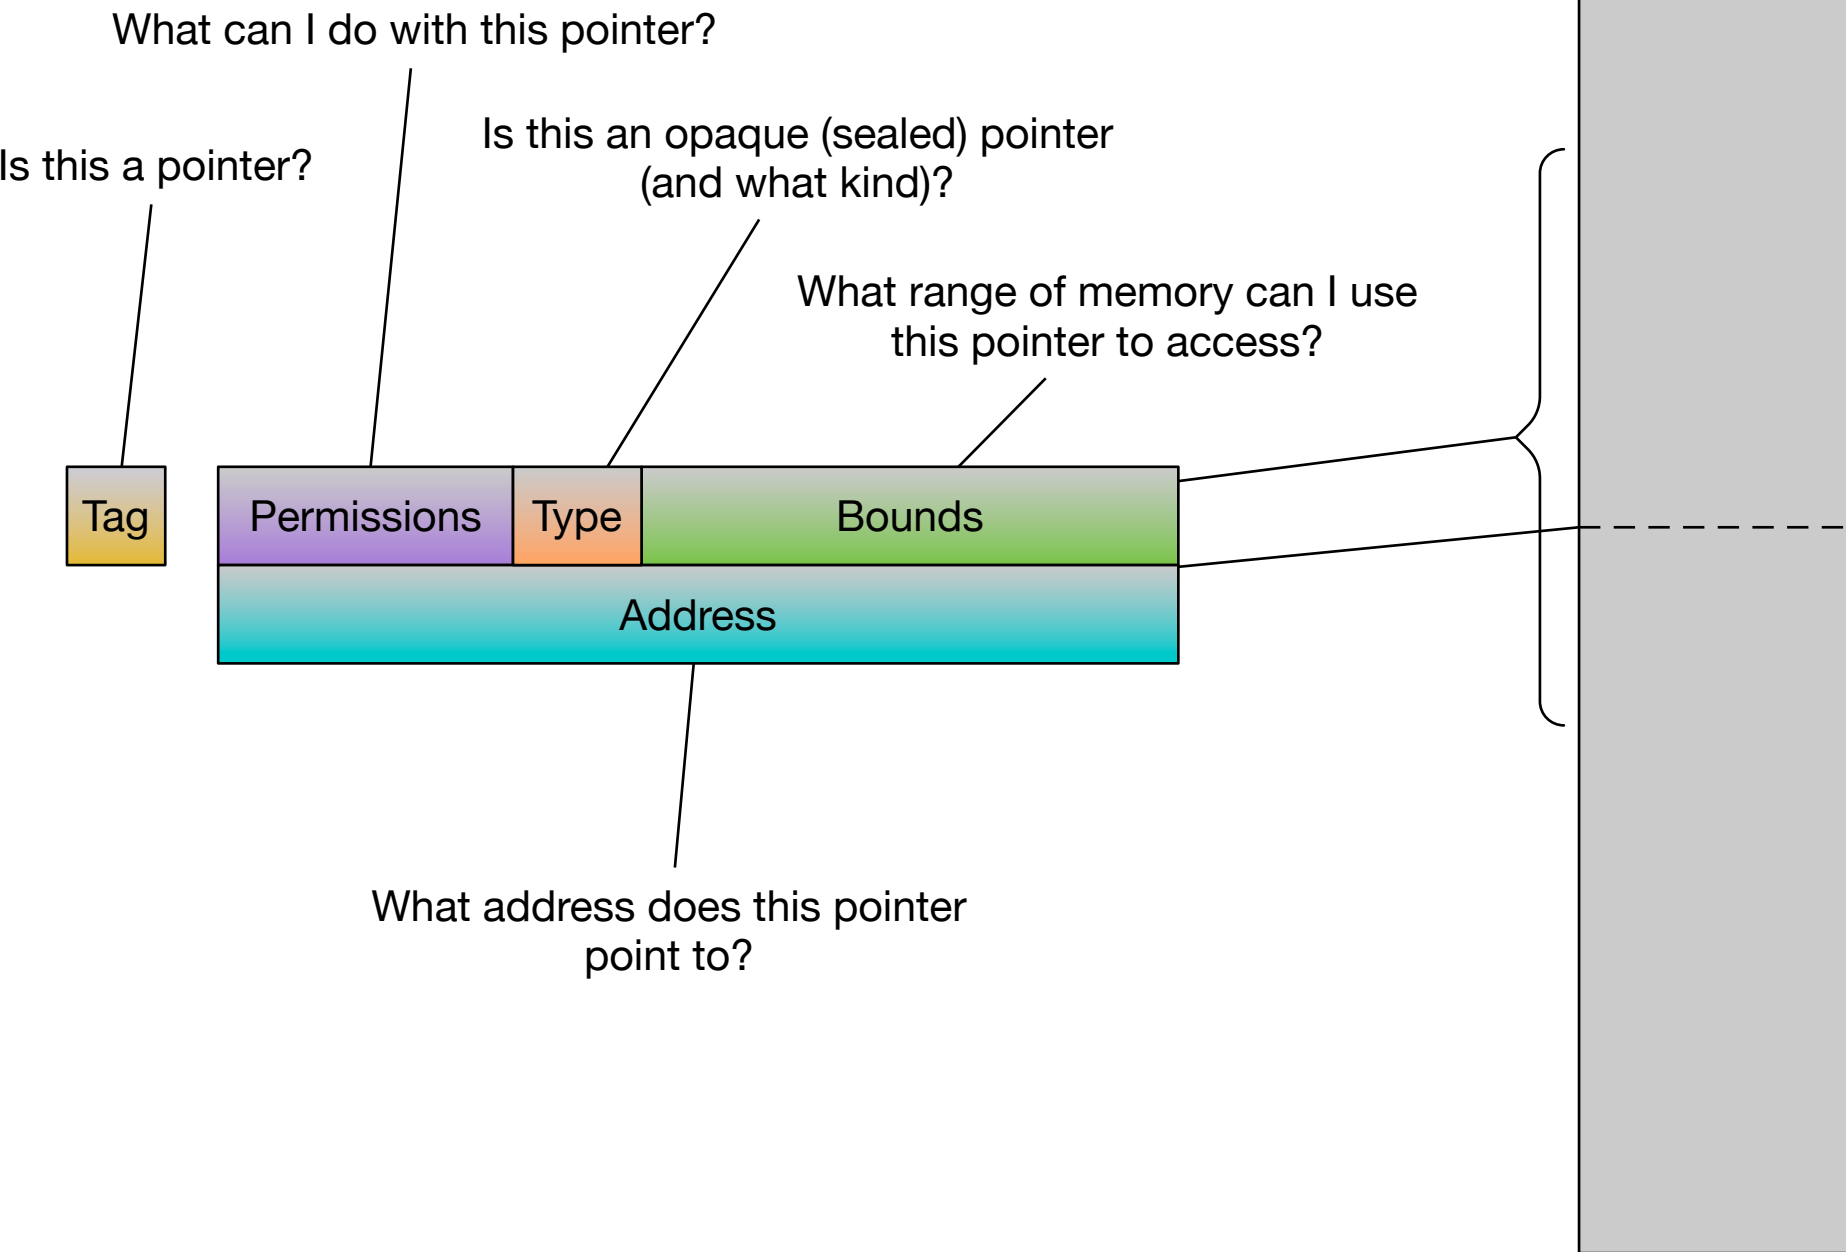 What can I do with this pointer?
Is this an opaque (sealed) pointer
(and what kind)?
Is this a pointer?
What range of memory can I use
this pointer to access?
Tag
Permissions
Type
Bounds
Address
What address does this pointer
point to?